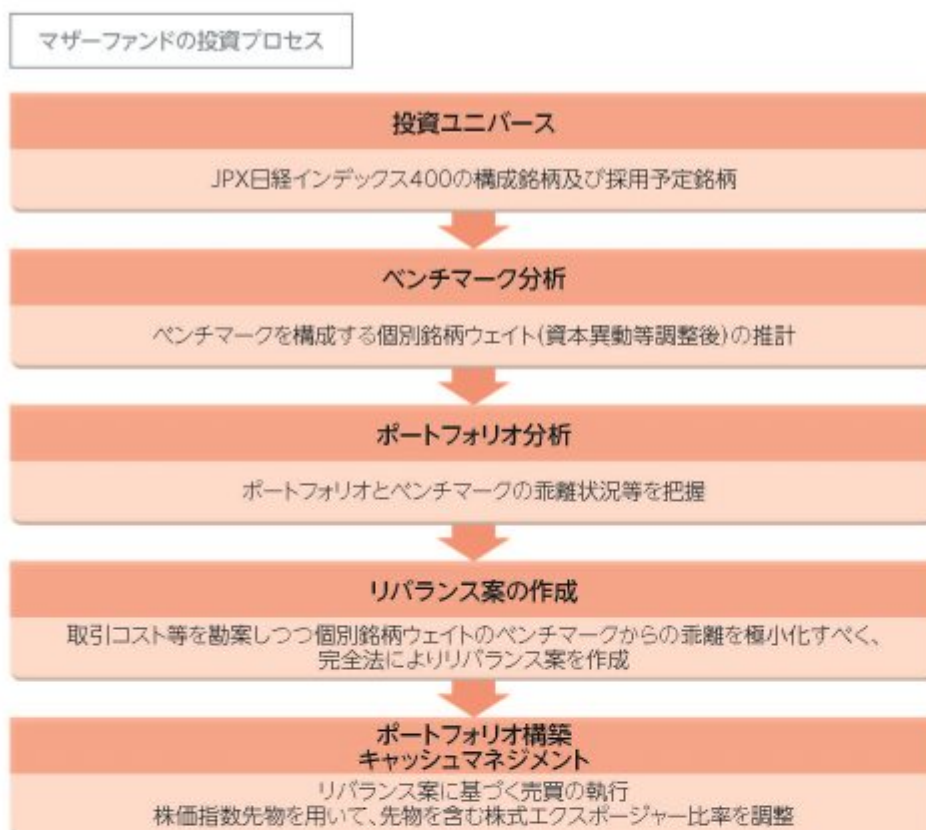 マザーファンドの投資プロセス
投資ユニバース
JPX日経インデックス400の構成銘柄及び採用予定銘柄
ベンチマーク分析
ベンチマークを構成する個別銘柄ウェイト(資本異動等調整後)の推計
ポートフォリオ分析
ポートフォリオとベンチマークの乖離状況等を把握
リバランス案の作成
取引コスト等を勘案しつつ個別銘柄ウェイトのベンチマークからの乖離を極小化すべく、
完全法によりリバランス案を作成
ポートフォリオ構築
キャッシュマネジメント
リバランス案に基づく売買の執行
株価指数先物を用いて、先物を含む株式エクスポージャー比率を調整